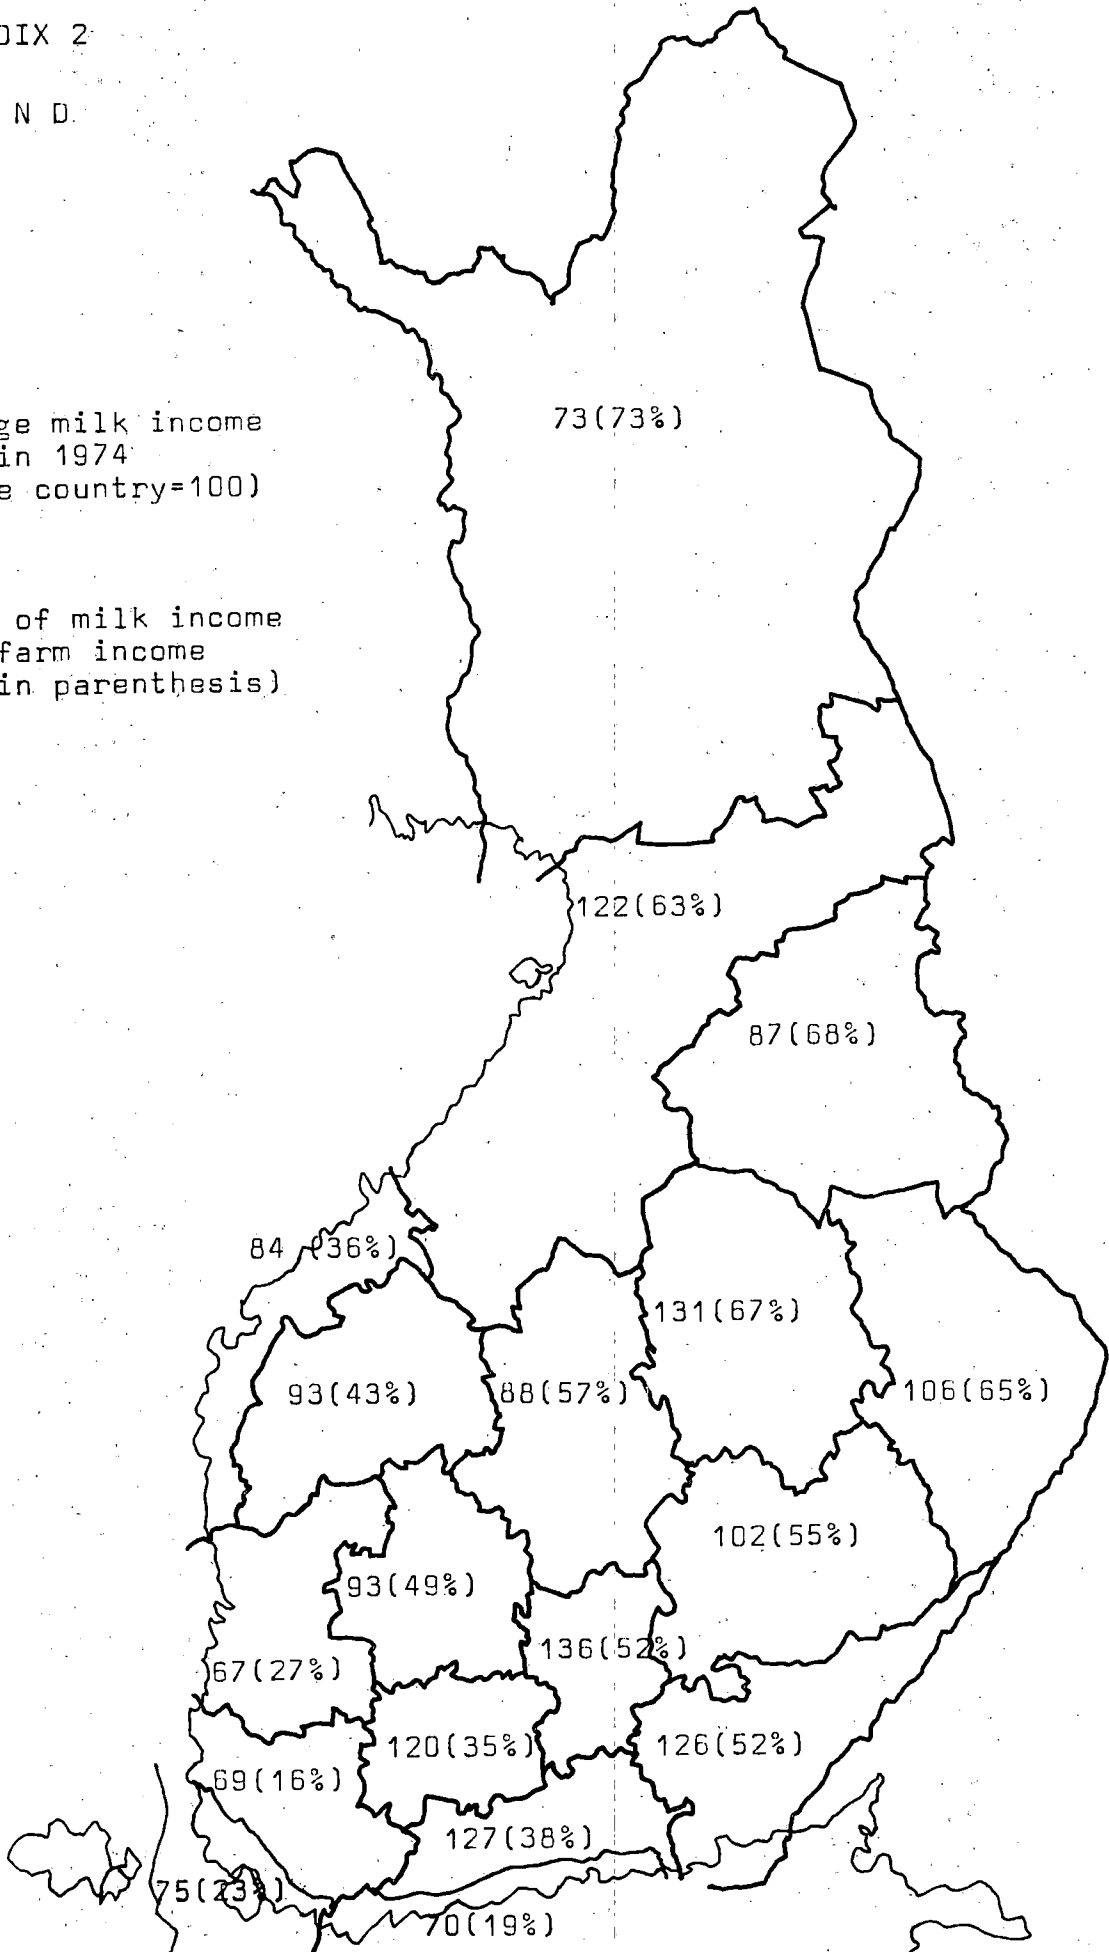 DIX 2
N D
ge milk income
in 1974
e country=100)
of milk income
farm income
in parenthesis)
73(73%)
122(63%)
87(68%)
84 (36%)
131(67%)
93(43%)
88(57%)
106(65%)
102(55%)
93(49%)
136(52%)
67(27%)
120(35%)
126(52%)
69(16%)
127(38%)
75(23%)
70(19%)